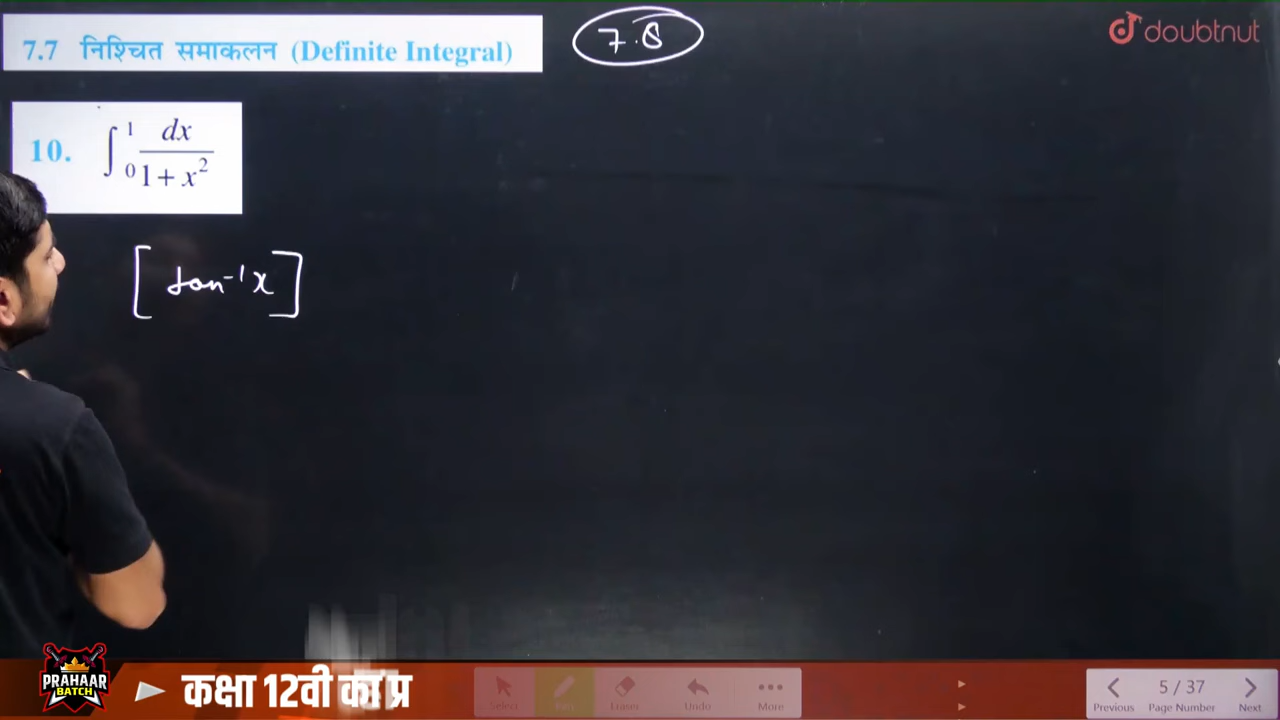 7.7 निश्चित समाकलन (Definite Integral)
7.8
doubtnut
10. ∫₀¹ dx / 1 + x²
[tan⁻¹x]
PRAHAAR
BATCH
कक्षा 12वी का प्र
Select
Pen
Eraser
Undo
More
5 / 37
Previous
Page Number
Next